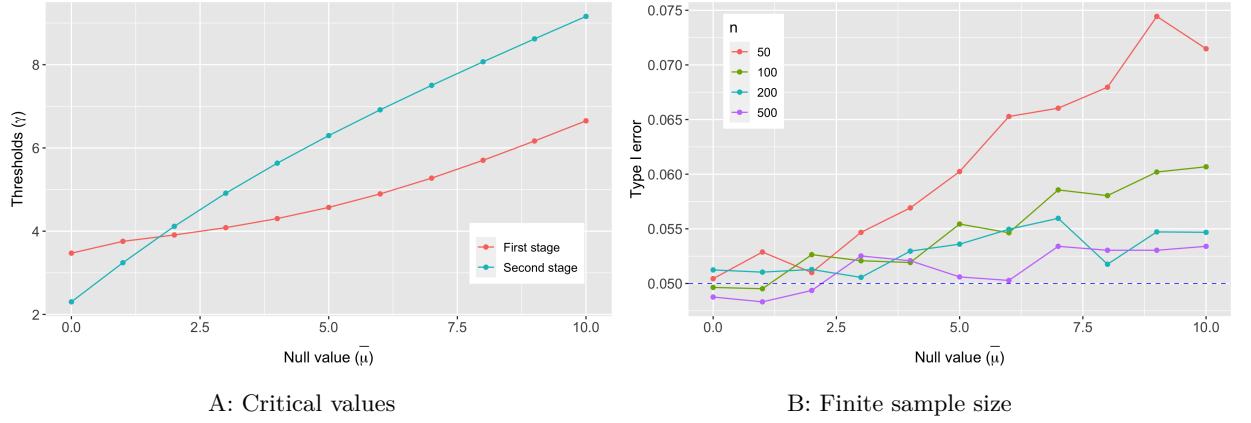 Thresholds (γ)
8
6
4
2
0.0
2.5
5.0
7.5
10.0
Null value (μ̅)
First stage
Second stage
A: Critical values
Type I error
0.075
0.070
0.065
0.060
0.055
0.050
0.0
2.5
5.0
7.5
10.0
Null value (μ̅)
n
50
100
200
500
B: Finite sample size